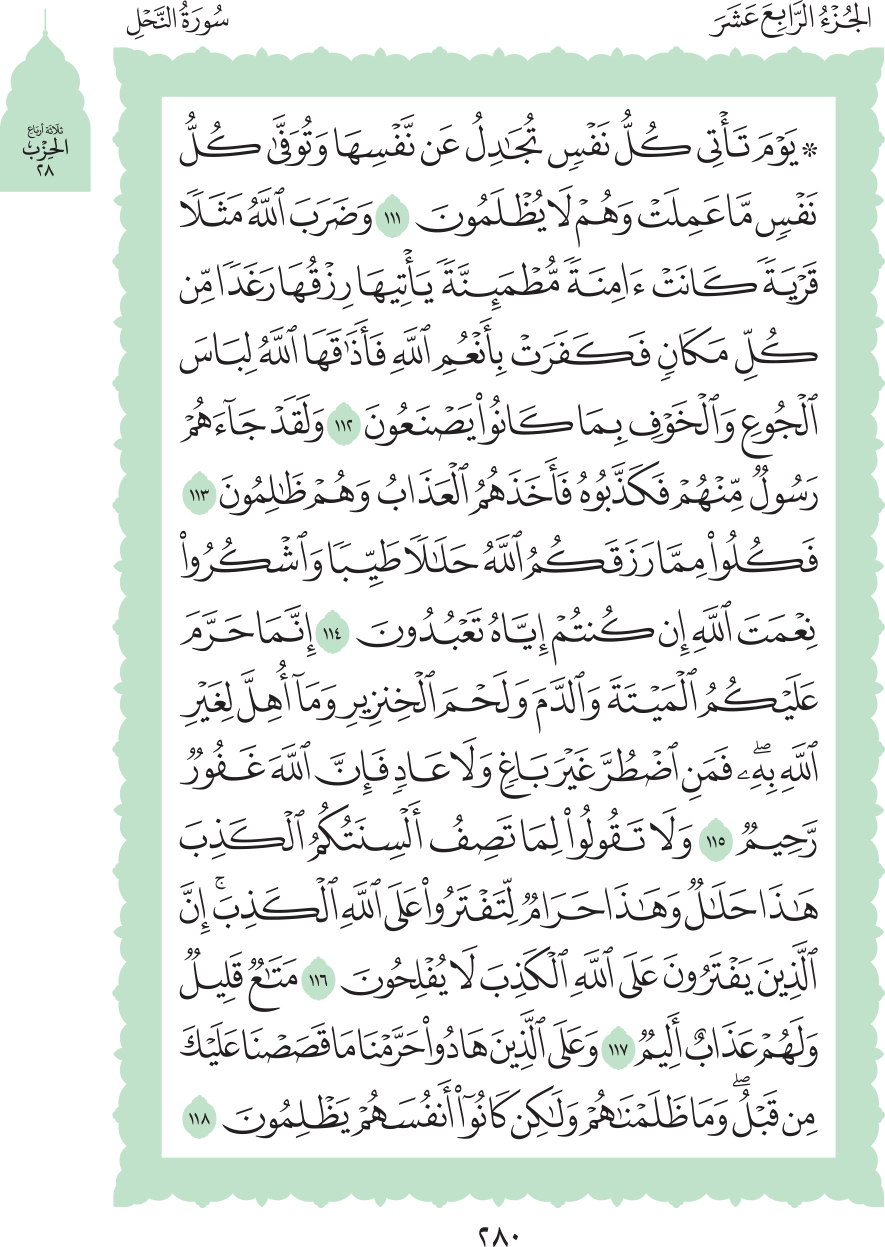 الجُزْءُ الرَّابِعَ عَشَرَ
سُورَةُ النَّحْلِ
ثلاثة أرباع
الحِزْب
٢٨
۞ يَوْمَ تَأْتِى كُلُّ نَفْسٍ تُجَٰدِلُ عَن نَّفْسِهَا وَتُوَفَّىٰ كُلُّ
نَفْسٍ مَّا عَمِلَتْ وَهُمْ لَا يُظْلَمُونَ ١١١ وَضَرَبَ ٱللَّهُ مَثَلًا
قَرْيَةً كَانَتْ ءَامِنَةً مُّطْمَئِنَّةً يَأْتِيهَا رِزْقُهَا رَغَدًا مِّن
كُلِّ مَكَانٍ فَكَفَرَتْ بِأَنْعُمِ ٱللَّهِ فَأَذَٰقَهَا ٱللَّهُ لِبَاسَ
ٱلْجُوعِ وَٱلْخَوْفِ بِمَا كَانُوا۟ يَصْنَعُونَ ١١٢ وَلَقَدْ جَآءَهُمْ
رَسُولٌ مِّنْهُمْ فَكَذَّبُوهُ فَأَخَذَهُمُ ٱلْعَذَابُ وَهُمْ ظَٰلِمُونَ ١١٣
فَكُلُوا۟ مِمَّا رَزَقَكُمُ ٱللَّهُ حَلَٰلًا طَيِّبًا وَٱشْكُرُوا۟
نِعْمَتَ ٱللَّهِ إِن كُنتُمْ إِيَّاهُ تَعْبُدُونَ ١١٤ إِنَّمَا حَرَّمَ
عَلَيْكُمُ ٱلْمَيْتَةَ وَٱلدَّمَ وَلَحْمَ ٱلْخِنزِيرِ وَمَآ أُهِلَّ لِغَيْرِ
ٱللَّهِ بِهِۦۖ فَمَنِ ٱضْطُرَّ غَيْرَ بَاغٍ وَلَا عَادٍ فَإِنَّ ٱللَّهَ غَفُورٌ
رَّحِيمٌ ١١٥ وَلَا تَقُولُوا۟ لِمَا تَصِفُ أَلْسِنَتُكُمُ ٱلْكَذِبَ
هَٰذَا حَلَٰلٌ وَهَٰذَا حَرَامٌ لِّتَفْتَرُوا۟ عَلَى ٱللَّهِ ٱلْكَذِبَۚ إِنَّ
ٱلَّذِينَ يَفْتَرُونَ عَلَى ٱللَّهِ ٱلْكَذِبَ لَا يُفْلِحُونَ ١١٦ مَتَٰعٌ قَلِيلٌ
وَلَهُمْ عَذَابٌ أَلِيمٌ ١١٧ وَعَلَى ٱلَّذِينَ هَادُوا۟ حَرَّمْنَا مَا قَصَصْنَا عَلَيْكَ
مِن قَبْلُۖ وَمَا ظَلَمْنَٰهُمْ وَلَٰكِن كَانُوٓا۟ أَنفُسَهُمْ يَظْلِمُونَ ١١٨
٢٨٠